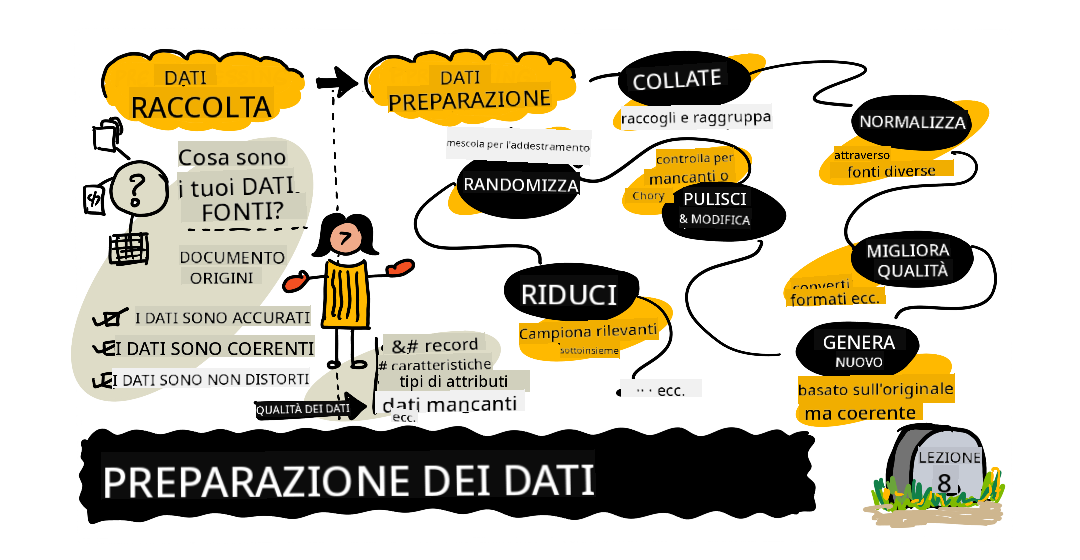 DATI
RACCOLTA
DATI
PREPARAZIONE
COLLATE
raccogli e raggruppa
NORMALIZZA
attraverso
fonti diverse
mescola per l'addestramento
RANDOMIZZA
controlla per
mancanti o
Chory
PULISCI
& MODIFICA
Cosa sono
i tuoi DATI
FONTI?
?
DOCUMENTO
ORIGINI
MIGLIORA
QUALITÀ
converti
formati ecc.
RIDUCI
Campiona rilevanti
sottoinsieme
GENERA
NUOVO
basato sull'originale
ma coerente
I DATI SONO ACCURATI
I DATI SONO COERENTI
I DATI SONO NON DISTORTI
&# record
# caratteristiche
tipi di attributi
dati mancanti
ecc.
QUALITÀ DEI DATI
ecc.
PREPARAZIONE DEI DATI
LEZIONE
8